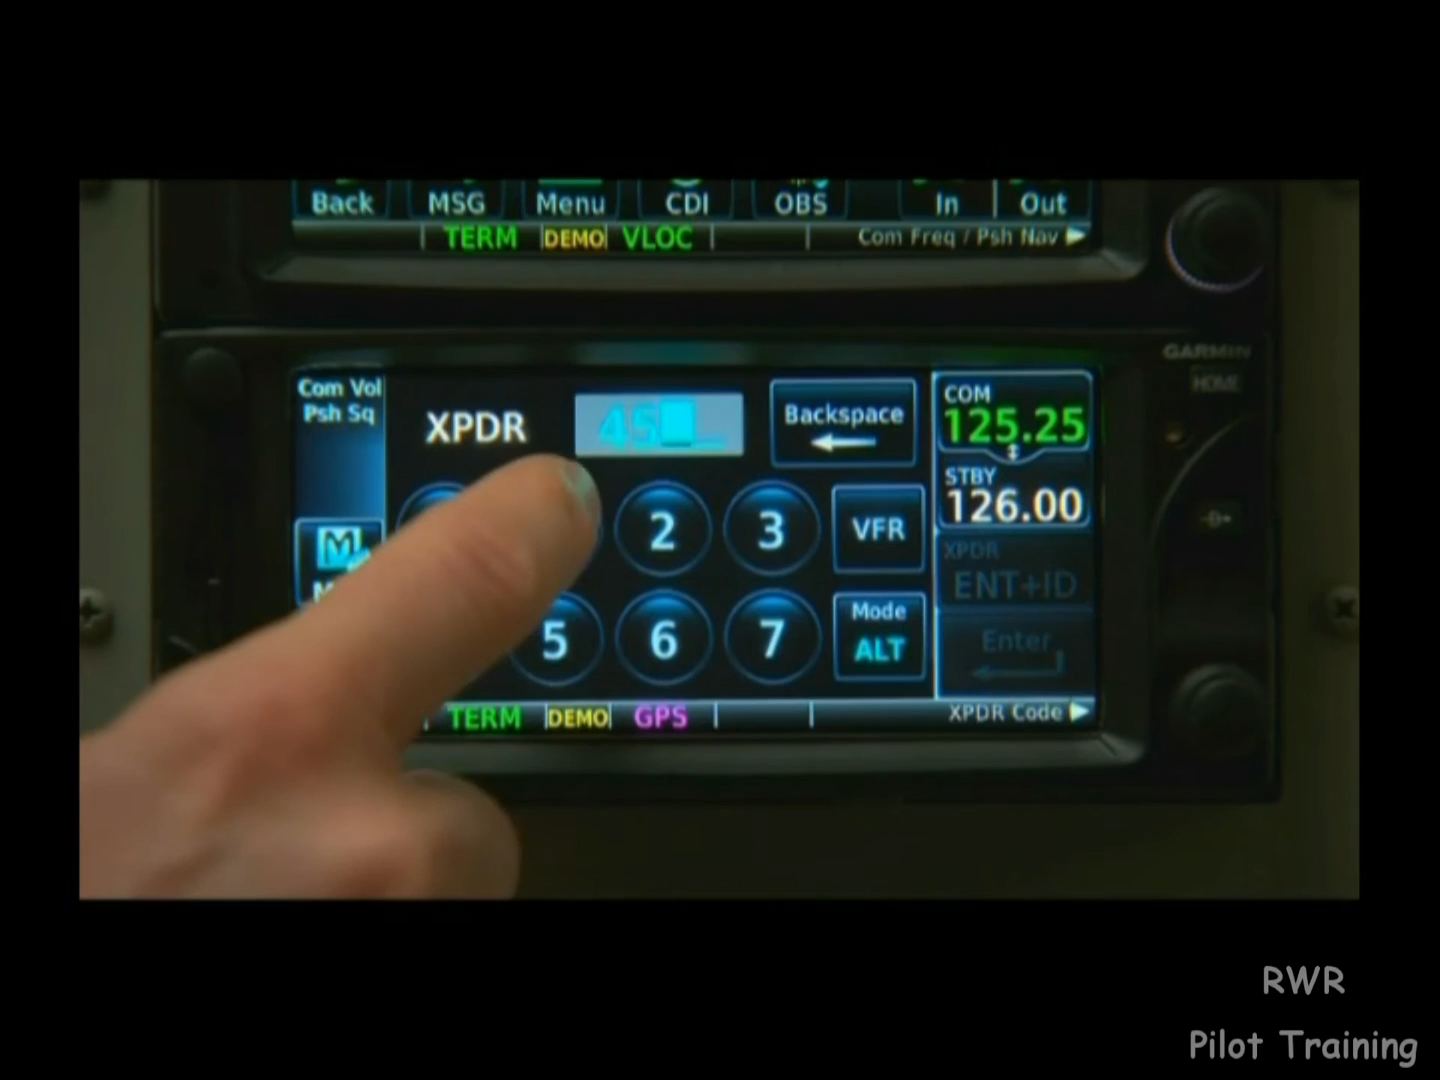 Back MSG Menu CDI OBS In Out
TERM DEMO VLOC Com Freq / Psh Nav
GARMIN
HOME
Com Vol
Psh Sq
XPDR 45
Backspace
COM
125.25
STBY
126.00
2 3 VFR
XPDR
ENT+ID
5 6 7
Mode
ALT
Enter
TERM DEMO GPS XPDR Code
RWR
Pilot Training